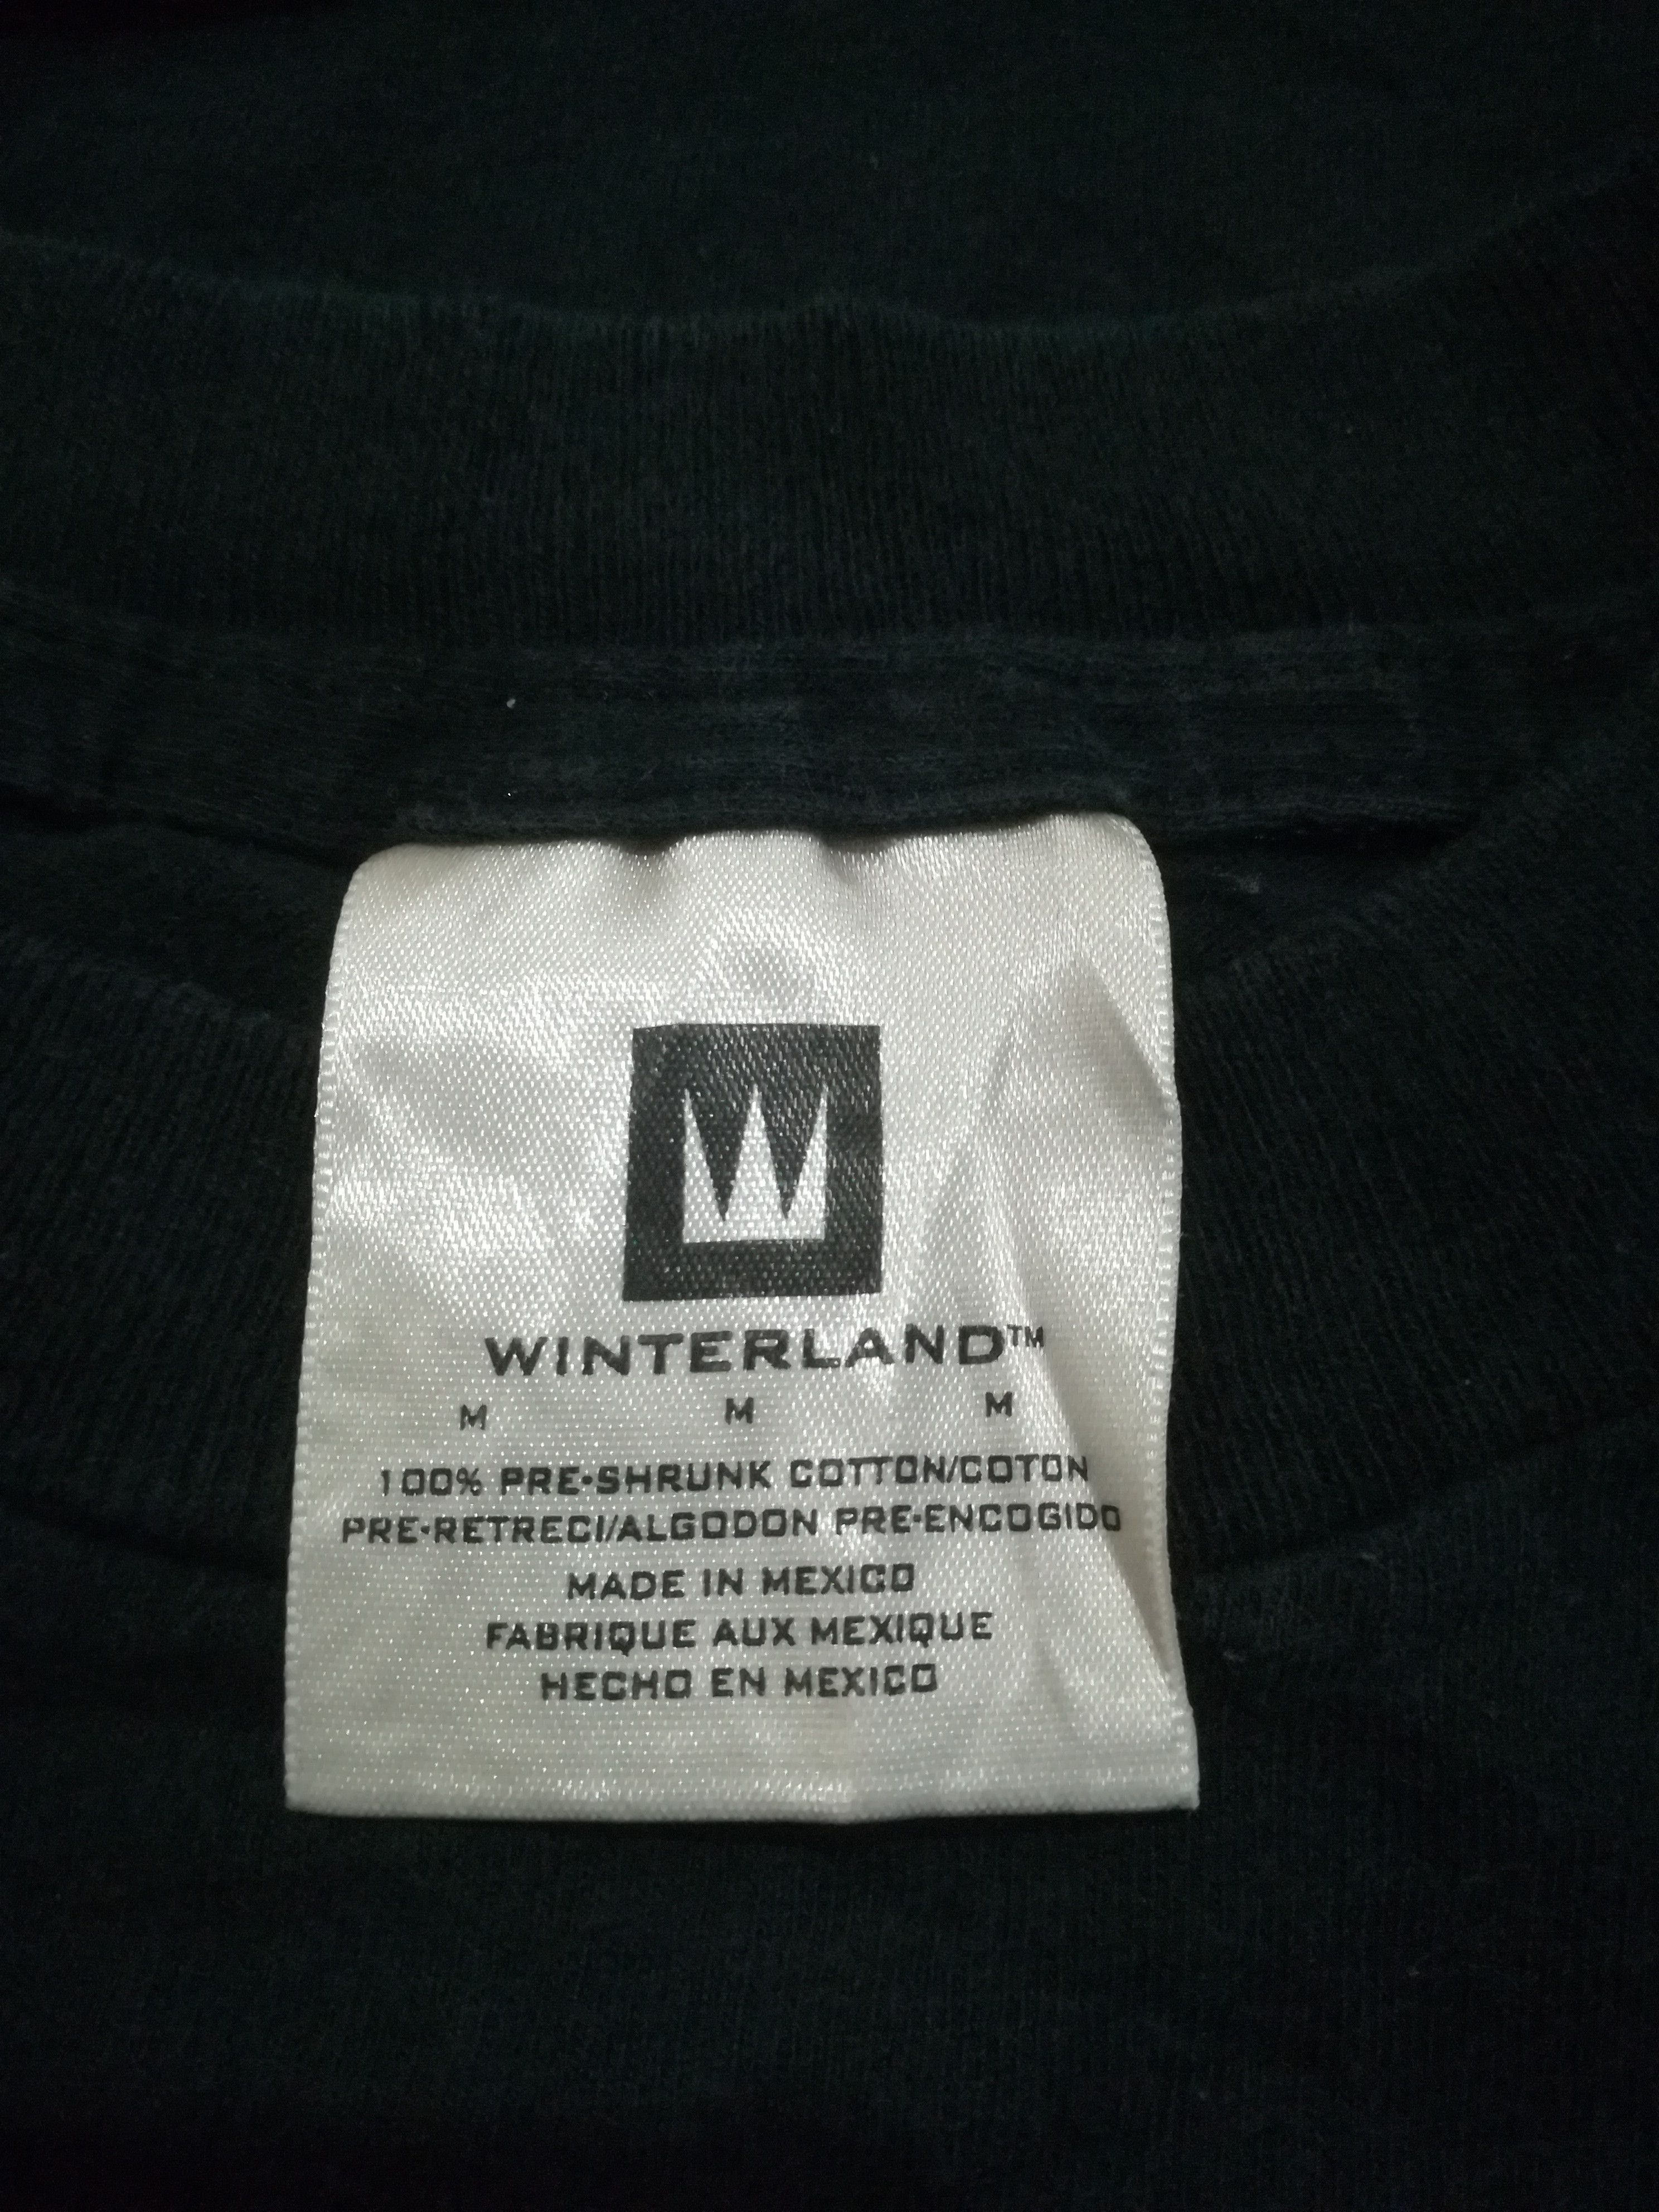 W
WINTERLAND™
M M M
100% PRE-SHRUNK COTTON/COTON
PRE-RETRECI/ALGODON PRE-ENCOGIDO
MADE IN MEXICO
FABRIQUE AUX MEXIQUE
HECHO EN MEXICO